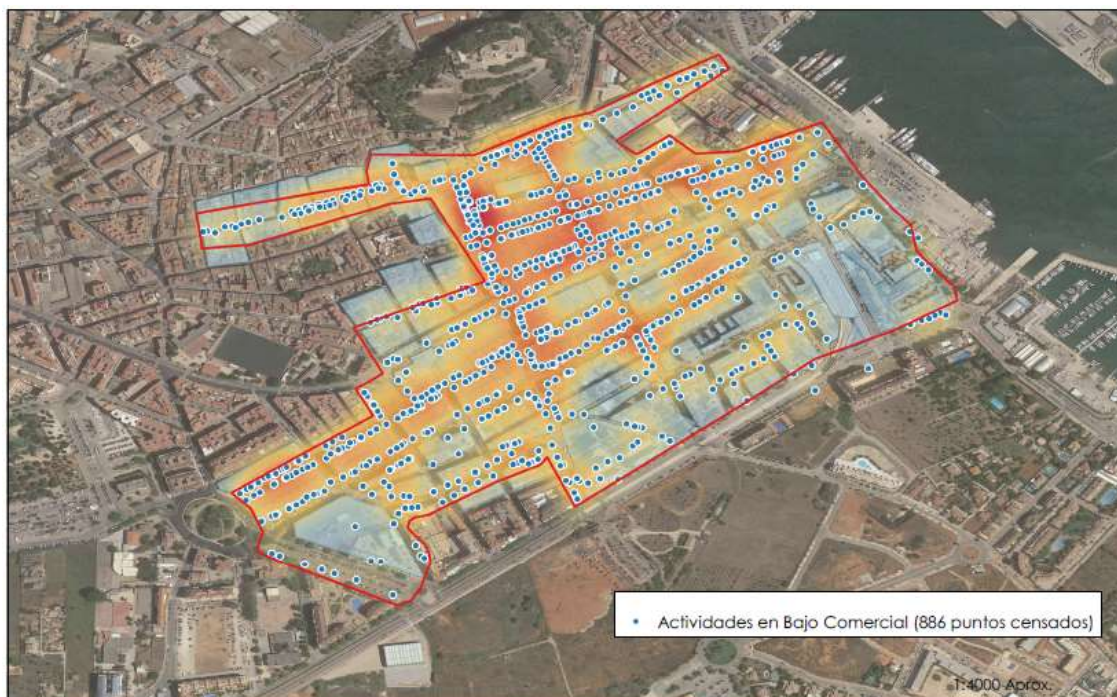 Actividades en Bajo Comercial (886 puntos censados)
1:4000 Aprox.